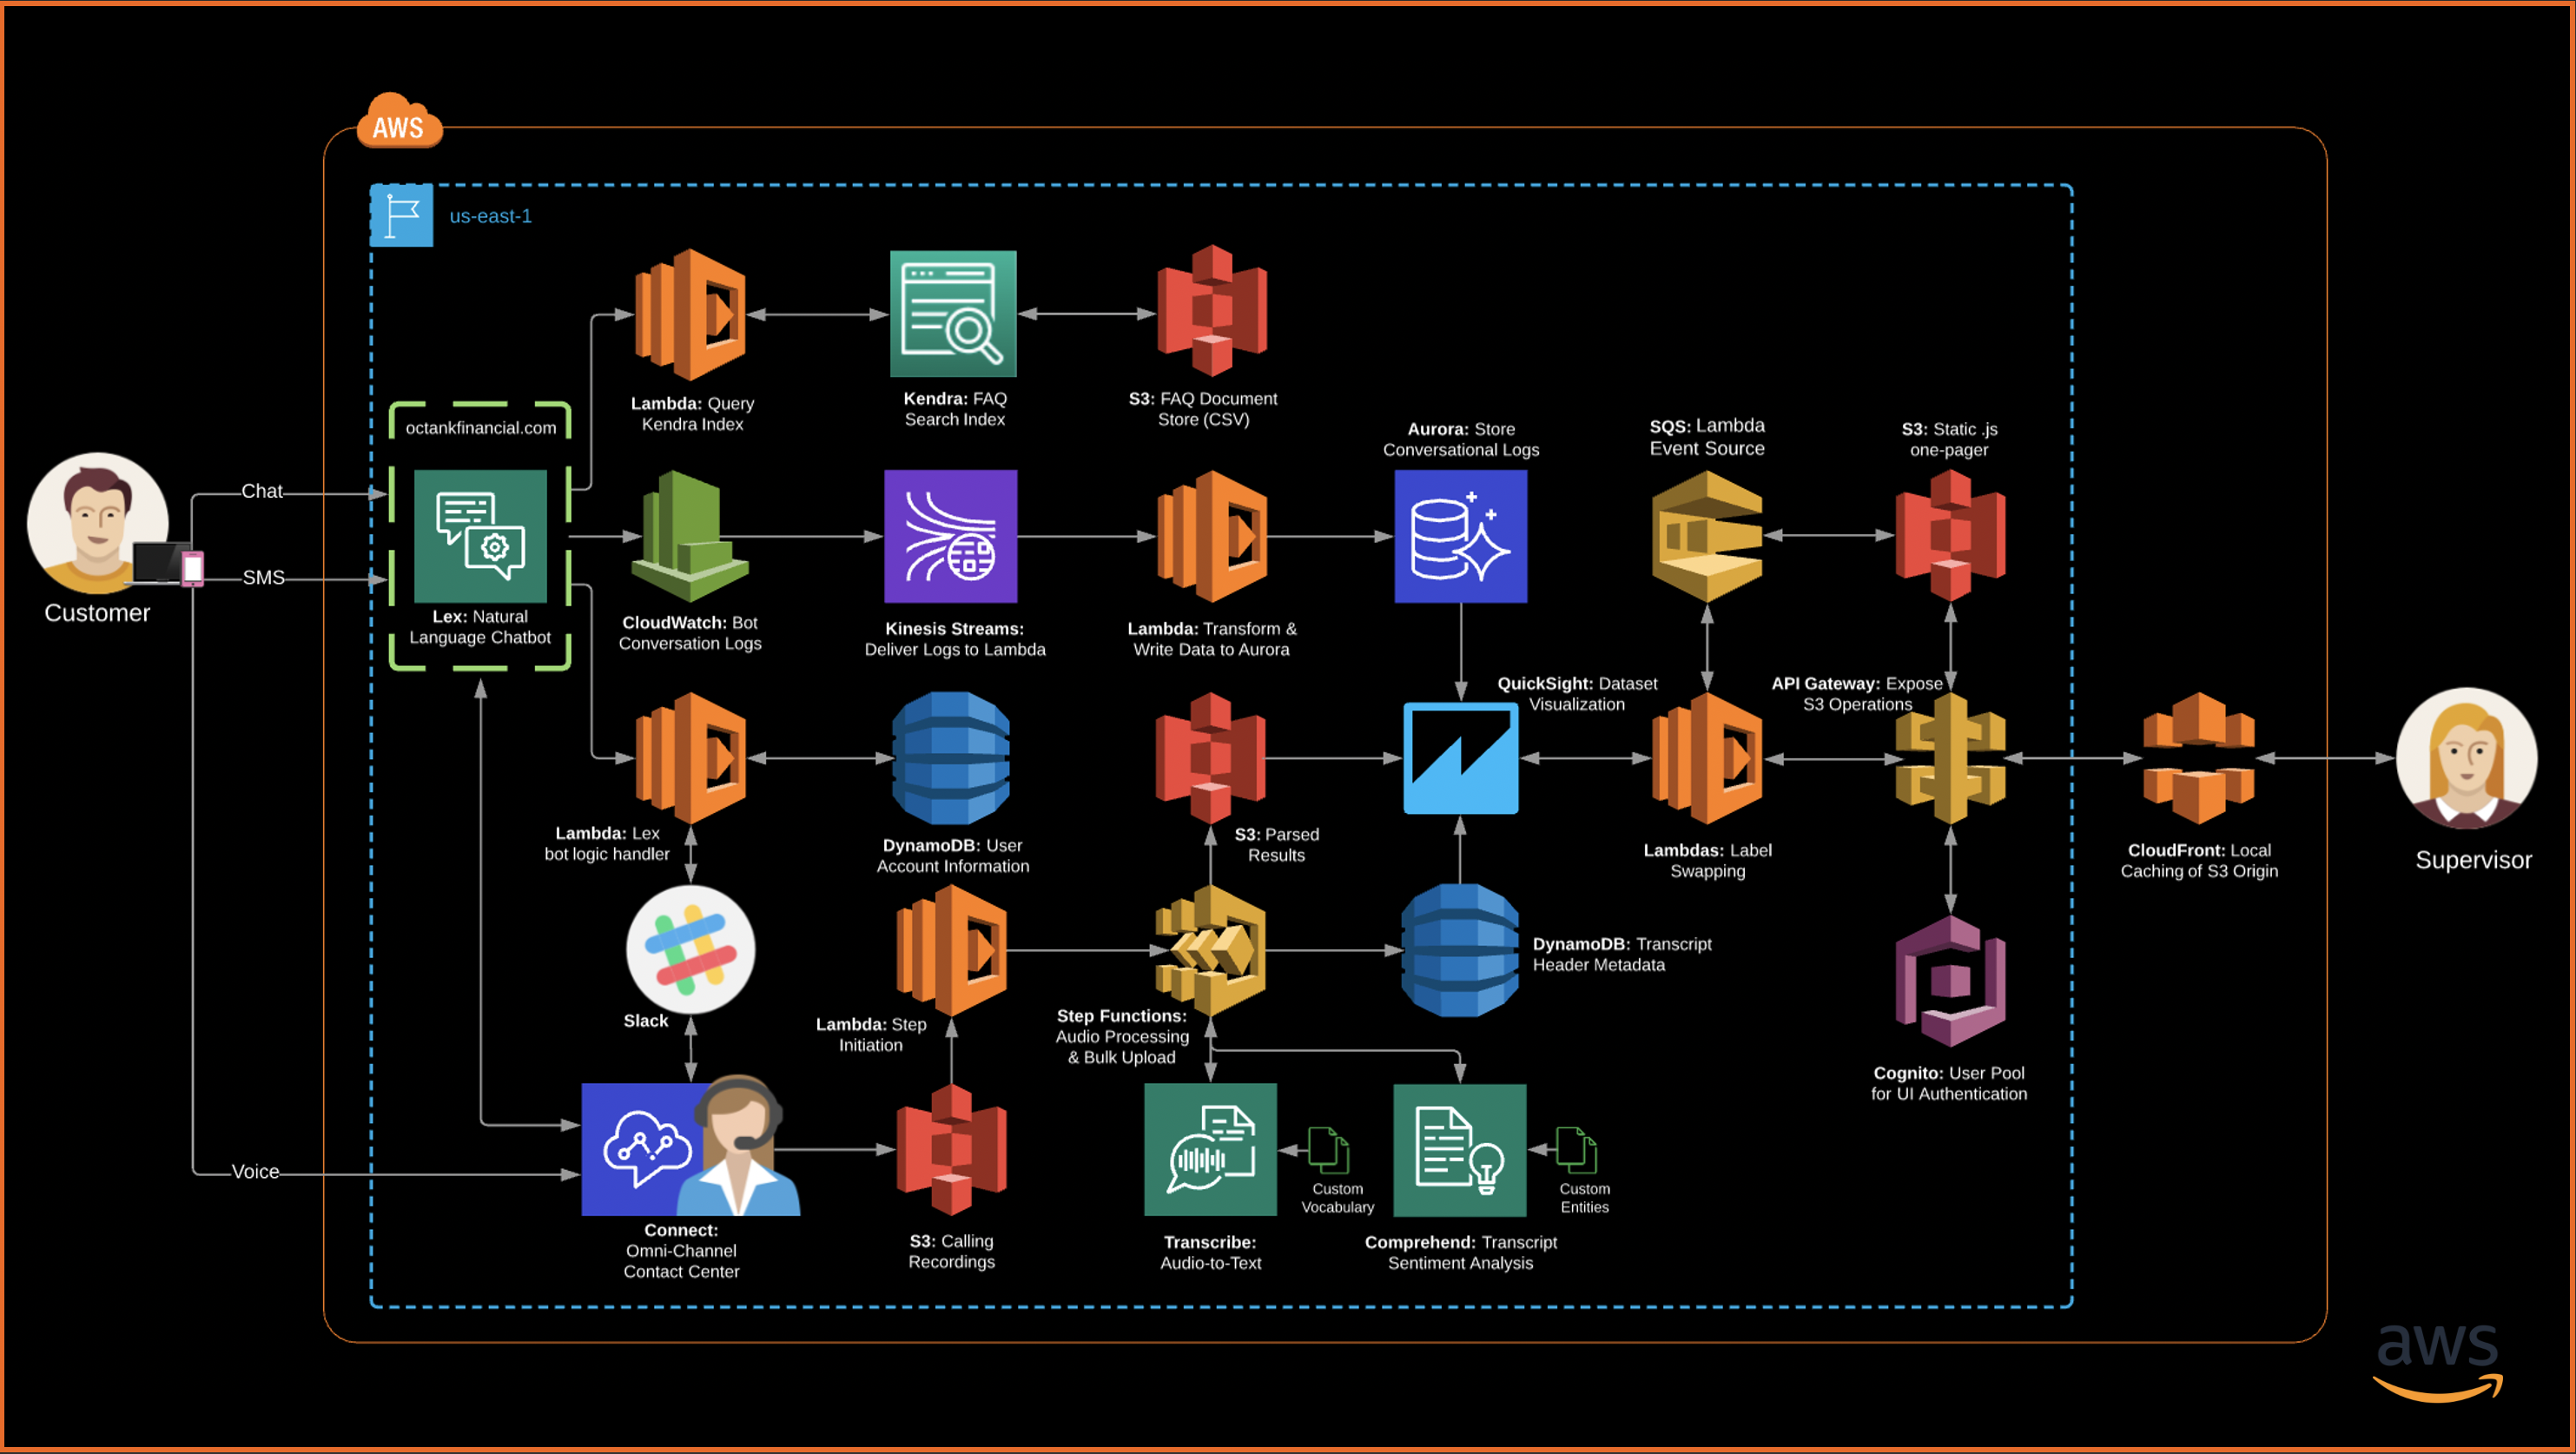 AWS
us-east-1
Lambda: Query
Kendra Index
Kendra: FAQ
Search Index
S3: FAQ Document
Store (CSV)
octankfinancial.com
Lex: Natural
Language Chatbot
Customer
Chat
SMS
Voice
CloudWatch: Bot
Conversation Logs
Kinesis Streams:
Deliver Logs to Lambda
Lambda: Transform &
Write Data to Aurora
Aurora: Store
Conversational Logs
SQS: Lambda
Event Source
S3: Static .js
one-pager
QuickSight: Dataset
Visualization
API Gateway: Expose
S3 Operations
Lambda: Lex
bot logic handler
DynamoDB: User
Account Information
S3: Parsed
Results
Lambdas: Label
Swapping
CloudFront: Local
Caching of S3 Origin
Supervisor
Slack
Lambda: Step
Initiation
Step Functions:
Audio Processing
& Bulk Upload
DynamoDB: Transcript
Header Metadata
Cognito: User Pool
for UI Authentication
Connect:
Omni-Channel
Contact Center
S3: Calling
Recordings
Transcribe:
Audio-to-Text
Custom
Vocabulary
Comprehend: Transcript
Sentiment Analysis
Custom
Entities
aws